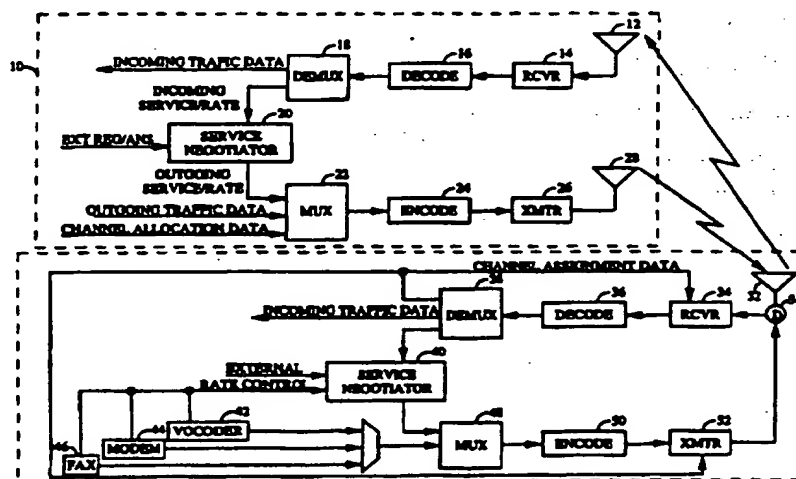 12
18 16 14
10
INCOMING TRAFIC DATA
DEMUX
DECODE
RCVR
INCOMING
SERVICE/RATE
20
EXT REQ/ANS
SERVICE
NEGOTIATOR
28
OUTGOING
SERVICE/RATE
22 24 26
MUX
ENCODE
XMTR
OUTGOING TRAFFIC DATA
CHANNEL ALLOCATION DATA
CHANNEL ASSIGNMENT DATA
32
36 34
INCOMING TRAFFIC DATA
DEMUX
DECODE
RCVR
D
40
EXTERNAL
RATE CONTROL
SERVICE
NEGOTIATOR
42
VOCODER
48 50 52
44
MODEM
MUX
ENCODE
XMTR
46
FAX